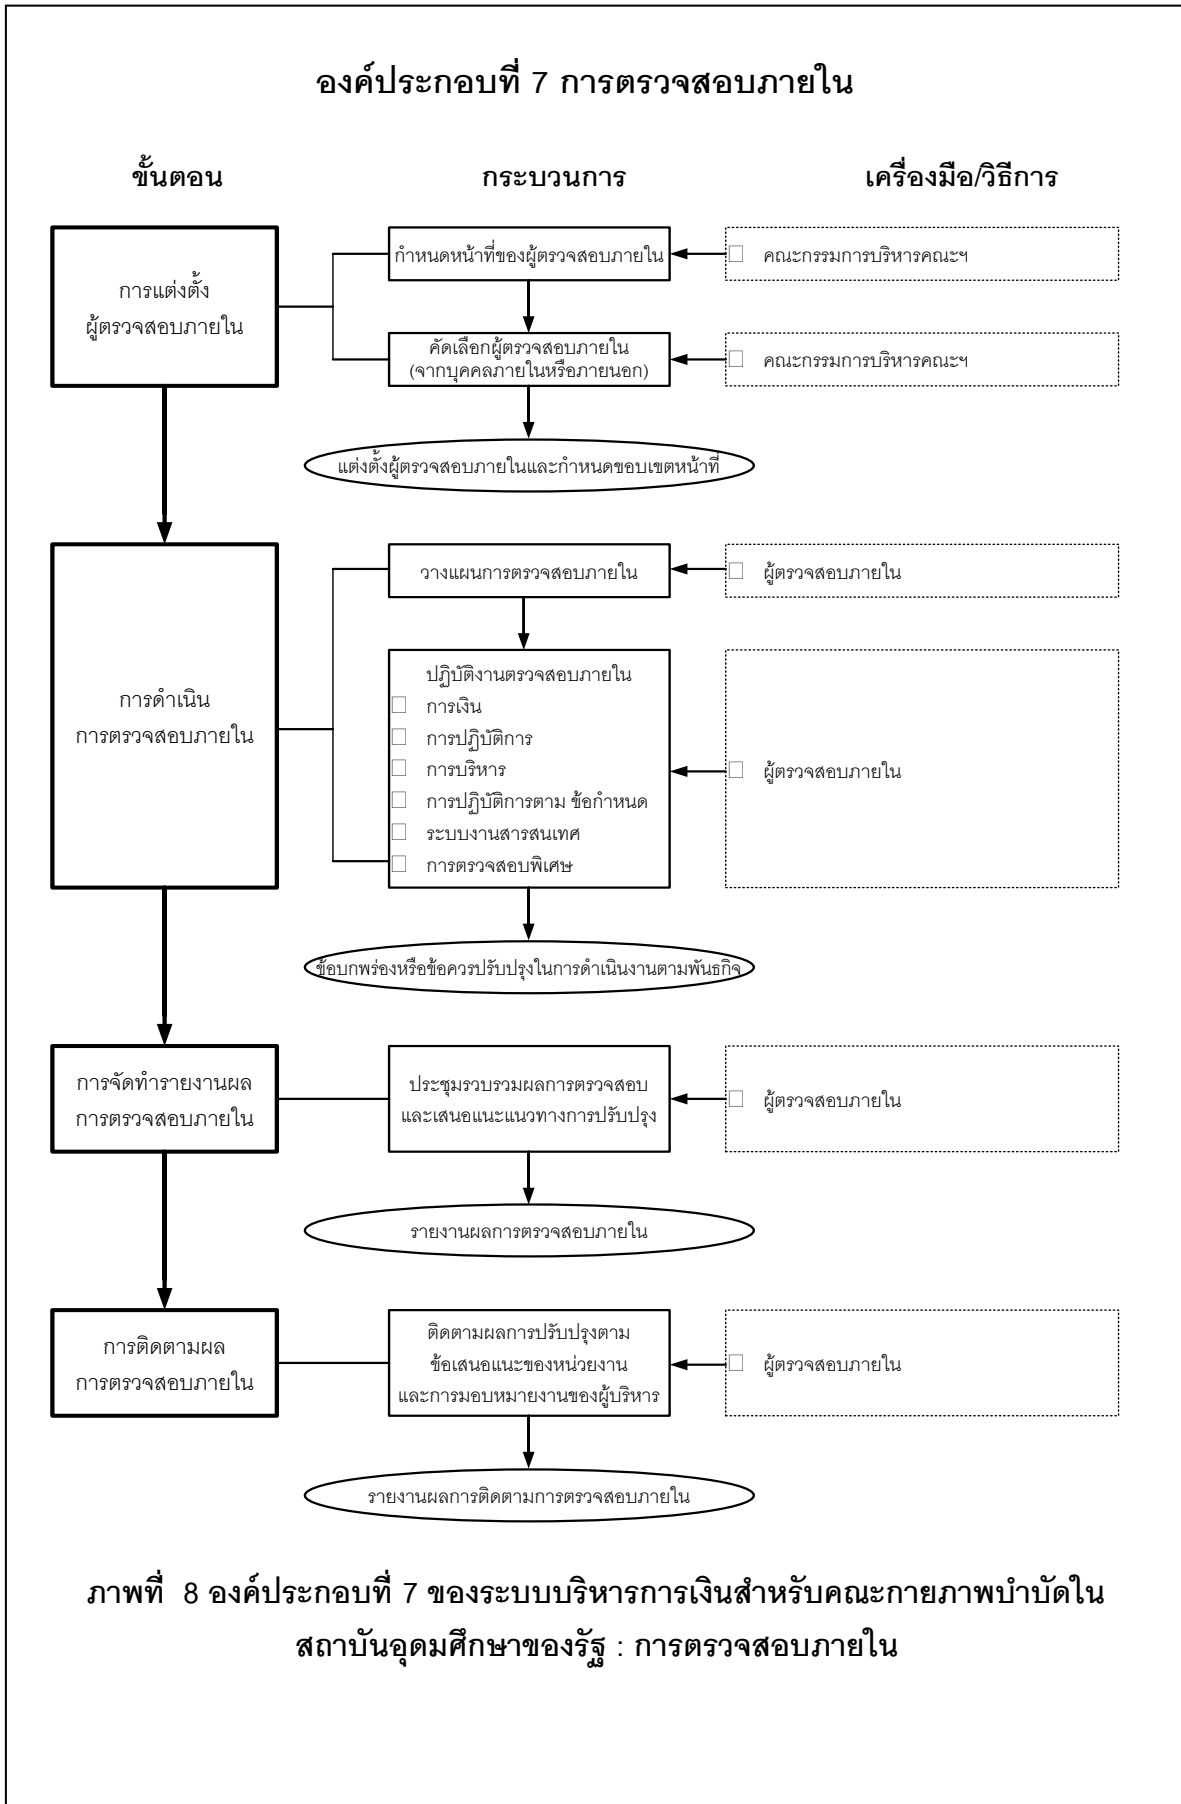 องค์ประกอบที่ 7 การตรวจสอบภายใน
ขั้นตอน
กระบวนการ
เครื่องมือ/วิธีการ
การแต่งตั้ง
ผู้ตรวจสอบภายใน
กำหนดหน้าที่ของผู้ตรวจสอบภายใน
คณะกรรมการบริหารคณะฯ
คัดเลือกผู้ตรวจสอบภายใน
(จากบุคคลภายในหรือภายนอก)
คณะกรรมการบริหารคณะฯ
แต่งตั้งผู้ตรวจสอบภายในและกำหนดขอบเขตหน้าที่
การดำเนิน
การตรวจสอบภายใน
วางแผนการตรวจสอบภายใน
ผู้ตรวจสอบภายใน
ปฏิบัติงานตรวจสอบภายใน
การเงิน
การปฏิบัติการ
การบริหาร
การปฏิบัติการตาม ข้อกำหนด
ระบบงานสารสนเทศ
การตรวจสอบพิเศษ
ผู้ตรวจสอบภายใน
ข้อบกพร่องหรือข้อควรปรับปรุงในการดำเนินงานตามพันธกิจ
การจัดทำรายงานผล
การตรวจสอบภายใน
ประชุมรวบรวมผลการตรวจสอบ
และเสนอแนะแนวทางการปรับปรุง
ผู้ตรวจสอบภายใน
รายงานผลการตรวจสอบภายใน
การติดตามผล
การตรวจสอบภายใน
ติดตามผลการปรับปรุงตาม
ข้อเสนอแนะของหน่วยงาน
และการมอบหมายงานของผู้บริหาร
ผู้ตรวจสอบภายใน
รายงานผลการติดตามการตรวจสอบภายใน
ภาพที่ 8 องค์ประกอบที่ 7 ของระบบบริหารการเงินสำหรับคณะกายภาพบำบัดใน
สถาบันอุดมศึกษาของรัฐ : การตรวจสอบภายใน